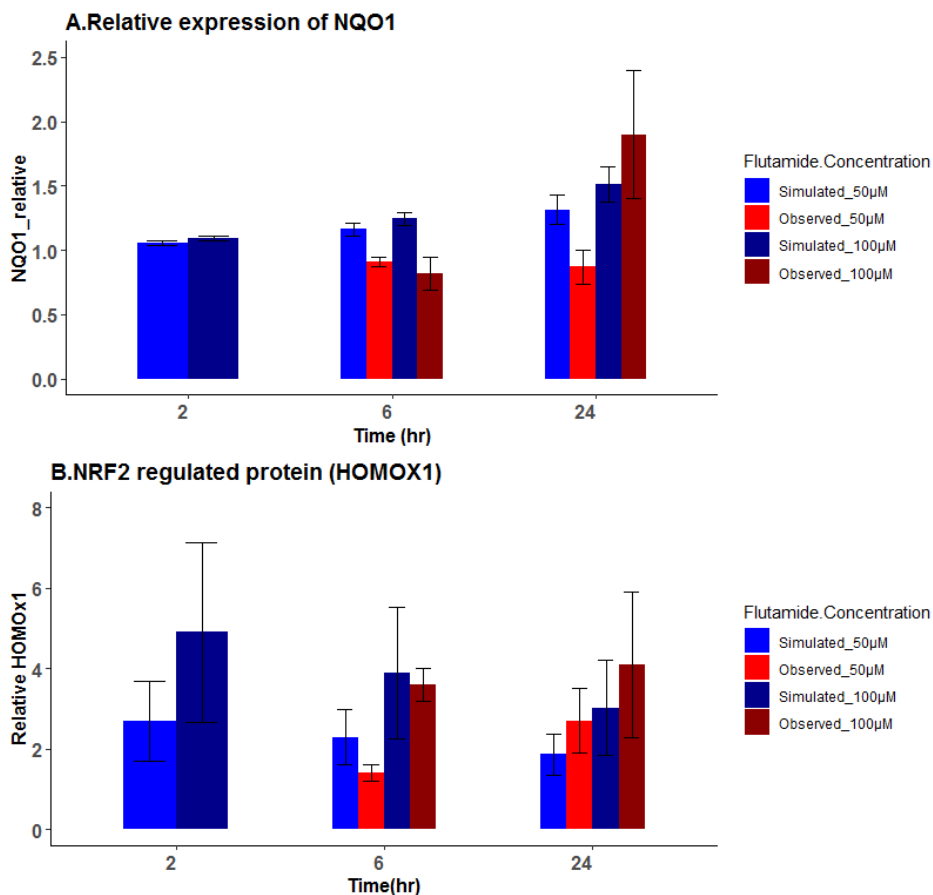 A.Relative expression of NQO1
2.5
2.0
1.5
1.0
0.5
0.0
NQO1_relative
2 6 24
Time (hr)
Flutamide.Concentration
Simulated_50μM
Observed_50μM
Simulated_100μM
Observed_100μM
B.NRF2 regulated protein (HOMOX1)
8
6
4
2
0
Relative HOMOx1
2 6 24
Time(hr)
Flutamide.Concentration
Simulated_50μM
Observed_50μM
Simulated_100μM
Observed_100μM